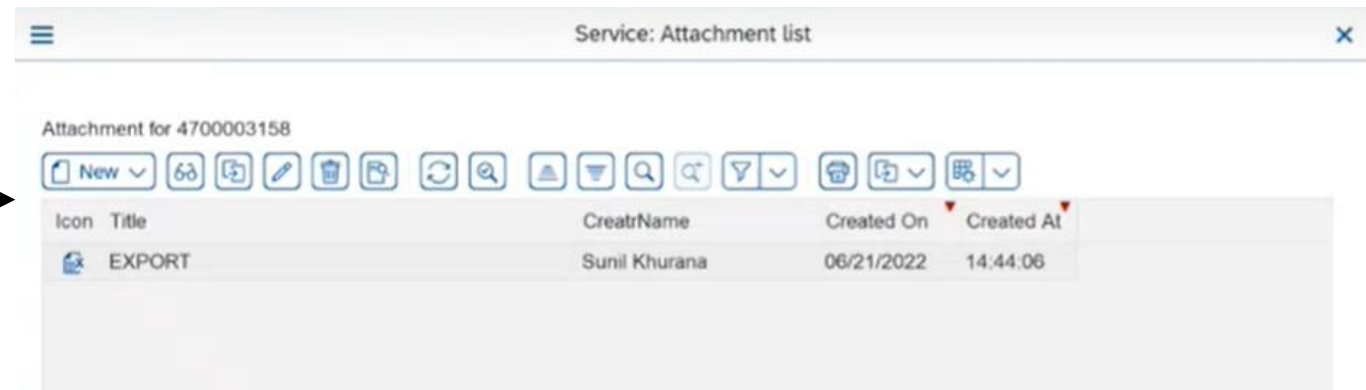 Service: Attachment list
Attachment for 4700003158
New
Icon Title CreatrName Created On Created At
EXPORT Sunil Khurana 06/21/2022 14:44:06